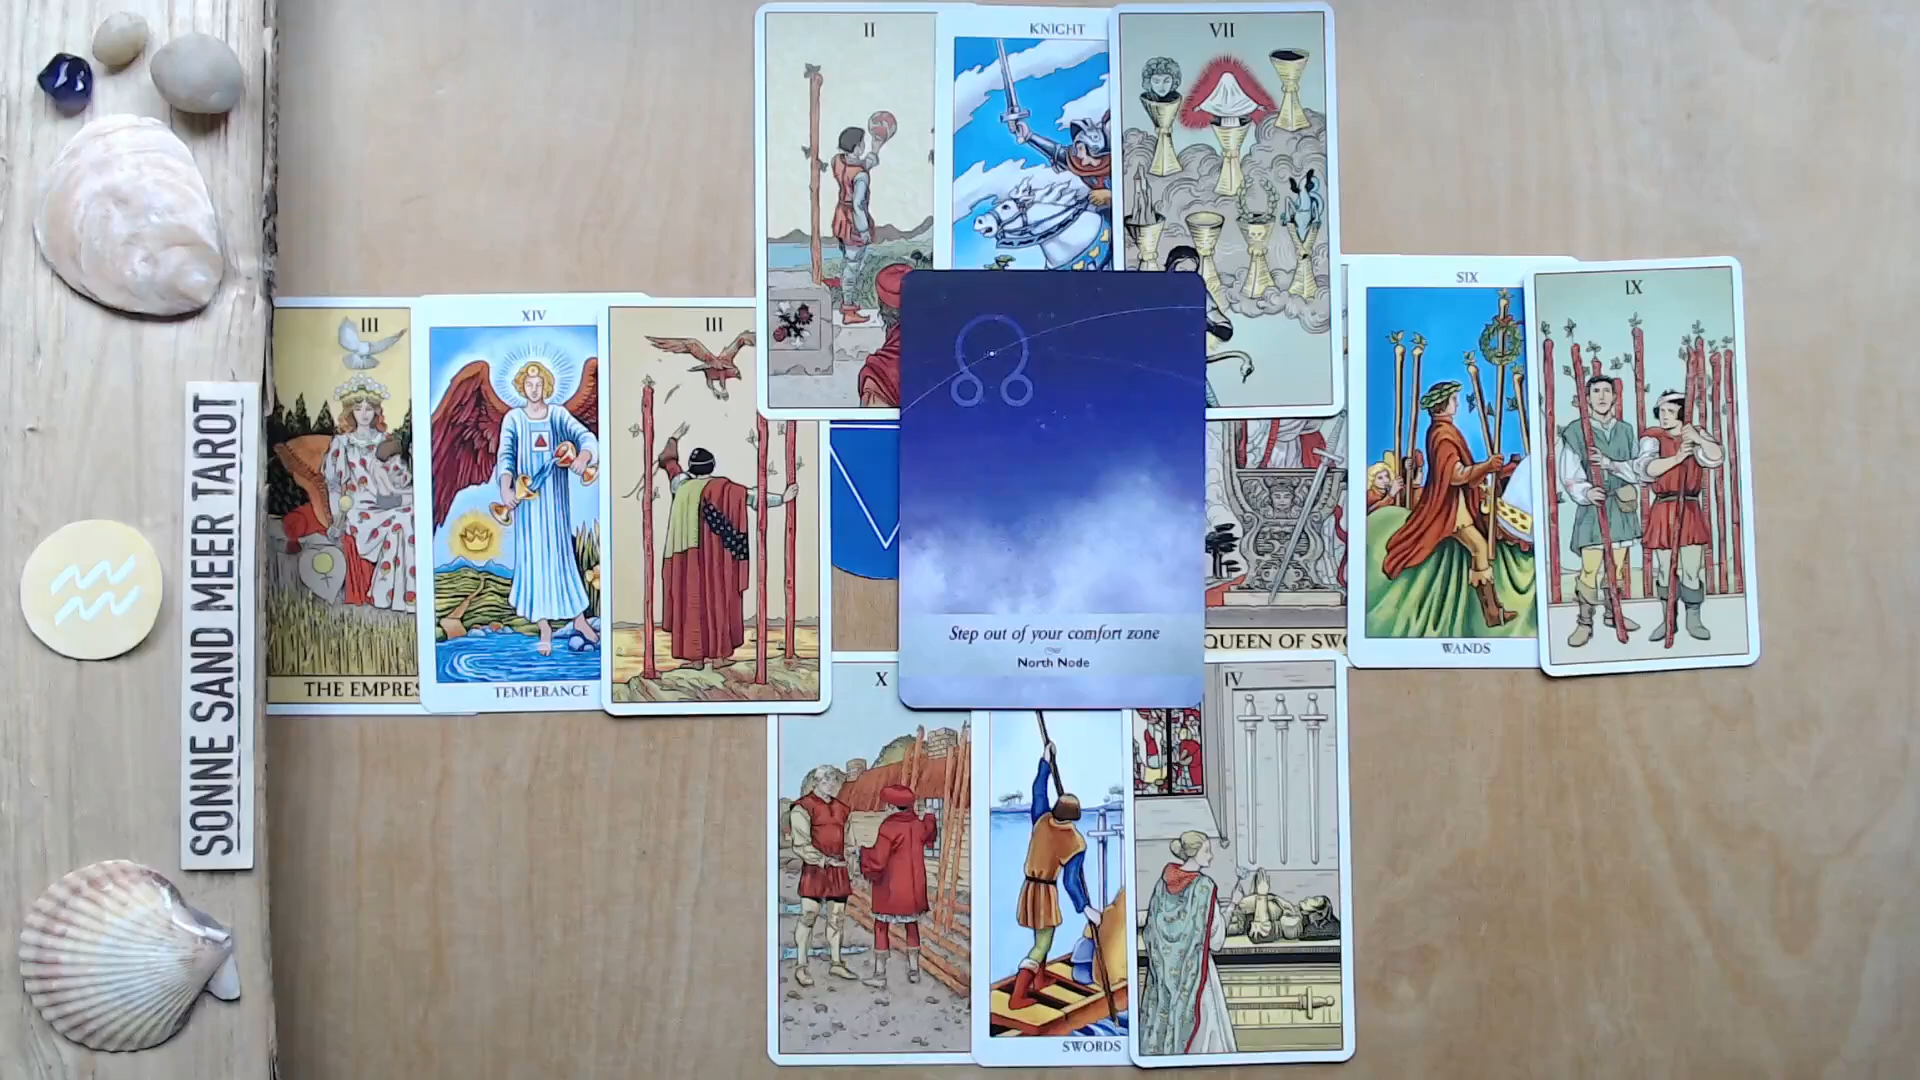 II
KNIGHT
VII
SIX
IX
III
XIV
III
SONNE SAND MEER TAROT
Step out of your comfort zone
North Node
QUEEN OF SWO
WANDS
THE EMPRES
TEMPERANCE
X
IV
SWORDS